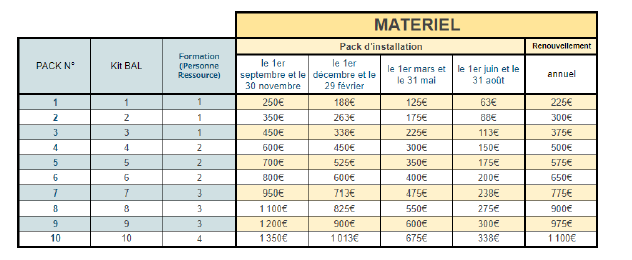 MATERIEL
Pack d'installation Renouvellement
PACK N° Kit BAL Formation (Personne Ressource) le 1er septembre et le 30 novembre le 1er décembre et le 29 février le 1er mars et le 31 mai le 1er juin et le 31 août annuel
1 1 1 250€ 188€ 125€ 63€ 225€
2 2 1 350€ 263€ 175€ 88€ 300€
3 3 1 450€ 338€ 225€ 113€ 375€
4 4 2 600€ 450€ 300€ 150€ 500€
5 5 2 700€ 525€ 350€ 175€ 575€
6 6 2 800€ 600€ 400€ 200€ 650€
7 7 3 950€ 713€ 475€ 238€ 775€
8 8 3 1 100€ 825€ 550€ 275€ 900€
9 9 3 1 200€ 900€ 600€ 300€ 975€
10 10 4 1 350€ 1 013€ 675€ 338€ 1 100€